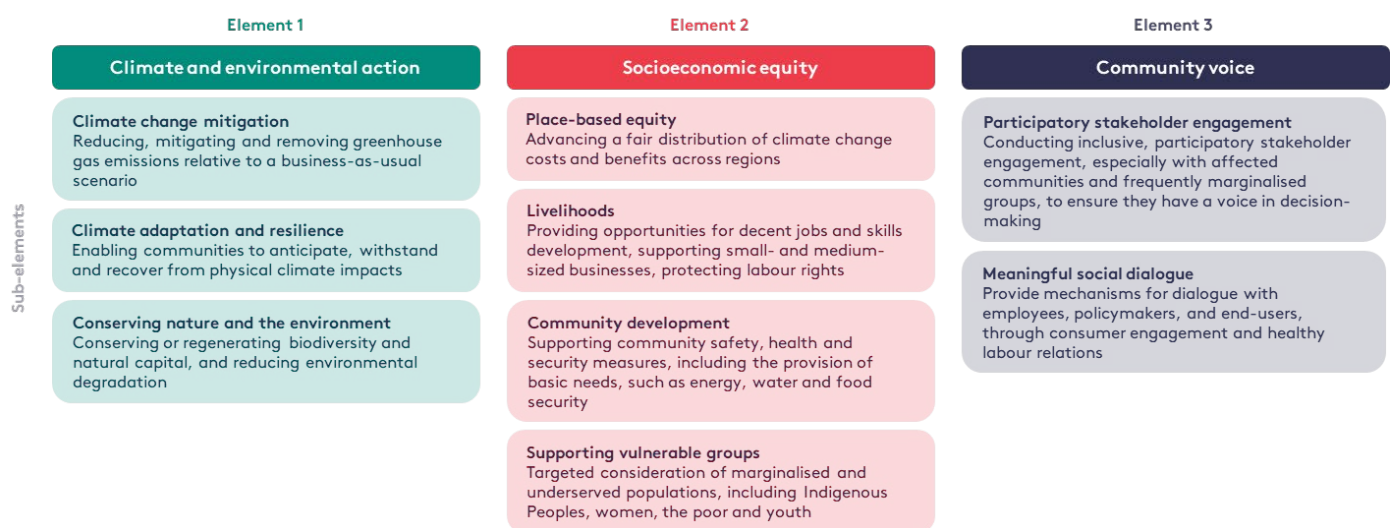 Element 1
Climate and environmental action
Climate change mitigation
Reducing, mitigating and removing greenhouse
gas emissions relative to a business-as-usual
scenario
Climate adaptation and resilience
Enabling communities to anticipate, withstand
and recover from physical climate impacts
Conserving nature and the environment
Conserving or regenerating biodiversity and
natural capital, and reducing environmental
degradation
Element 2
Socioeconomic equity
Place-based equity
Advancing a fair distribution of climate change
costs and benefits across regions
Livelihoods
Providing opportunities for decent jobs and skills
development, supporting small- and medium-
sized businesses, protecting labour rights
Community development
Supporting community safety, health and
security measures, including the provision of
basic needs, such as energy, water and food
security
Supporting vulnerable groups
Targeted consideration of marginalised and
underserved populations, including Indigenous
Peoples, women, the poor and youth
Element 3
Community voice
Participatory stakeholder engagement
Conducting inclusive, participatory stakeholder
engagement, especially with affected
communities and frequently marginalised
groups, to ensure they have a voice in decision-
making
Meaningful social dialogue
Provide mechanisms for dialogue with
employees, policymakers, and end-users,
through consumer engagement and healthy
labour relations
Sub-elements